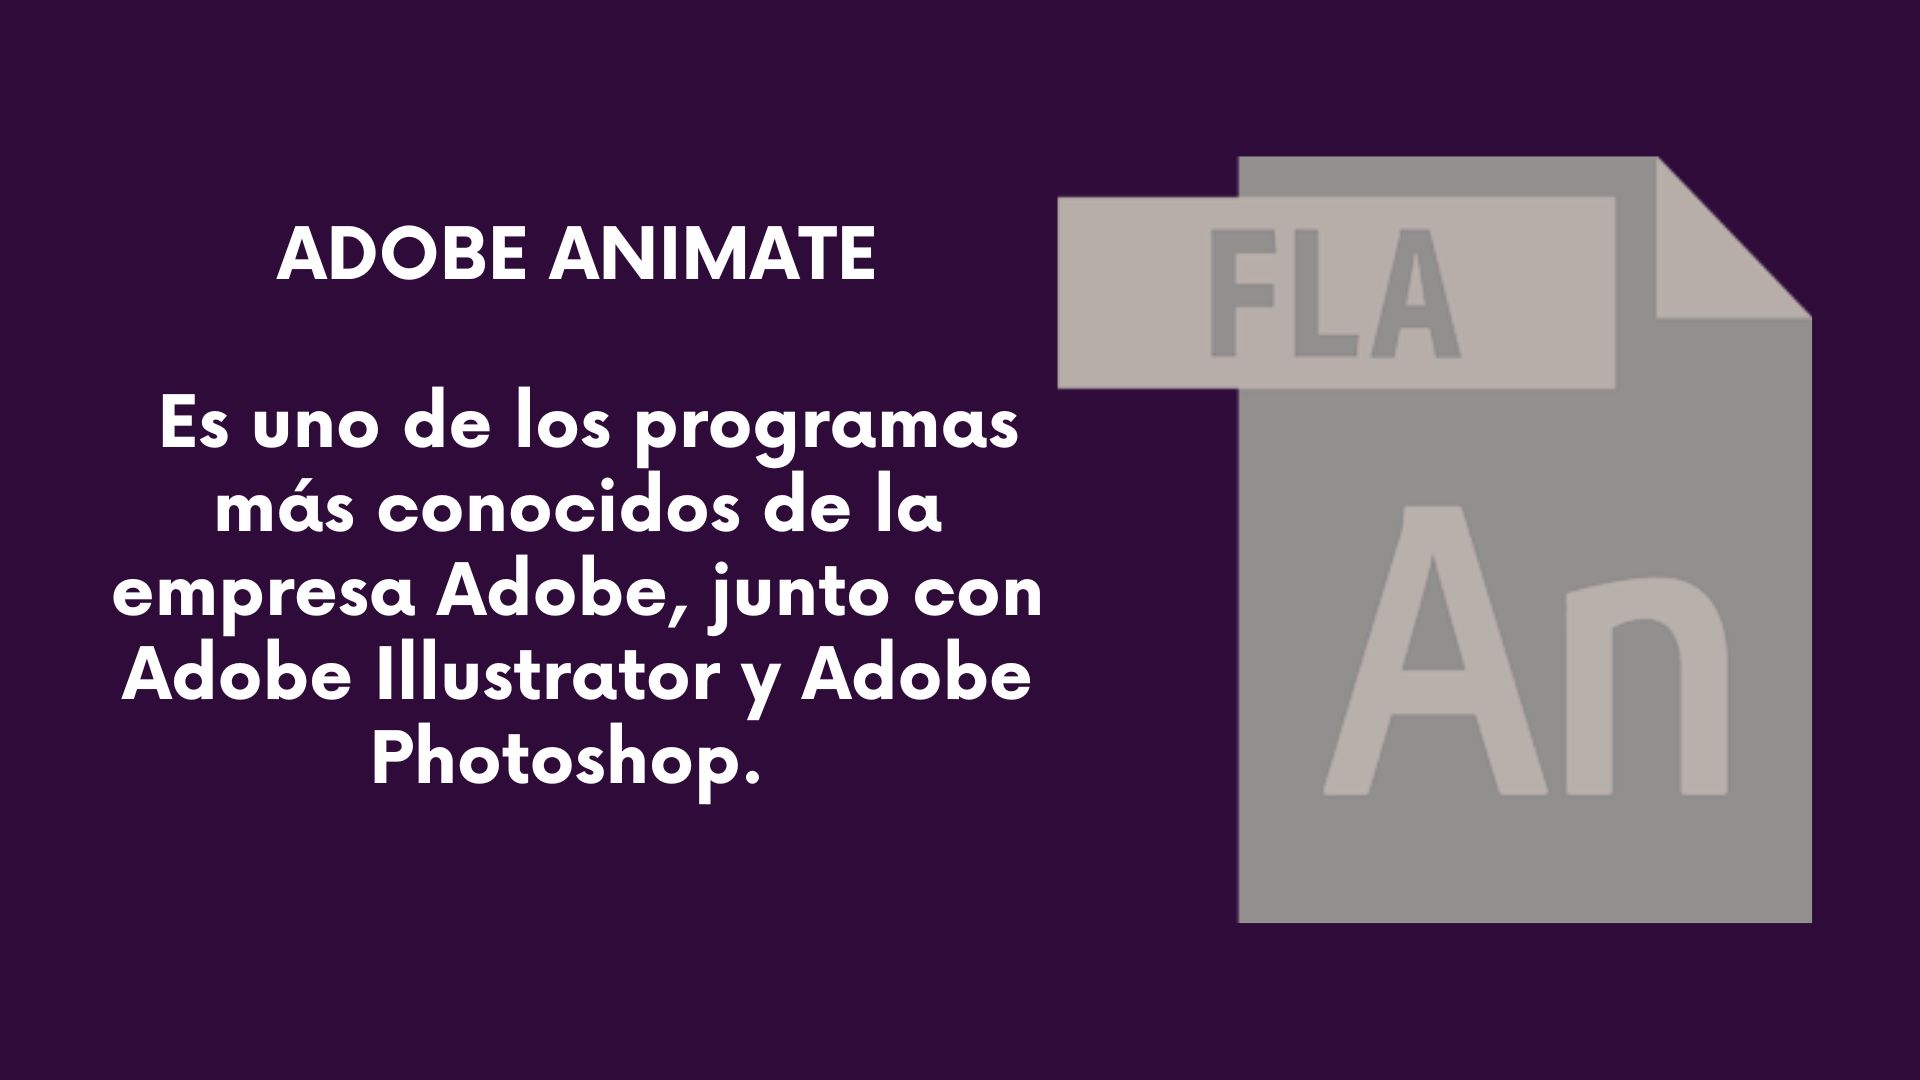 ADOBE ANIMATE
Es uno de los programas
más conocidos de la
empresa Adobe, junto con
Adobe Illustrator y Adobe
Photoshop.
FLA
An